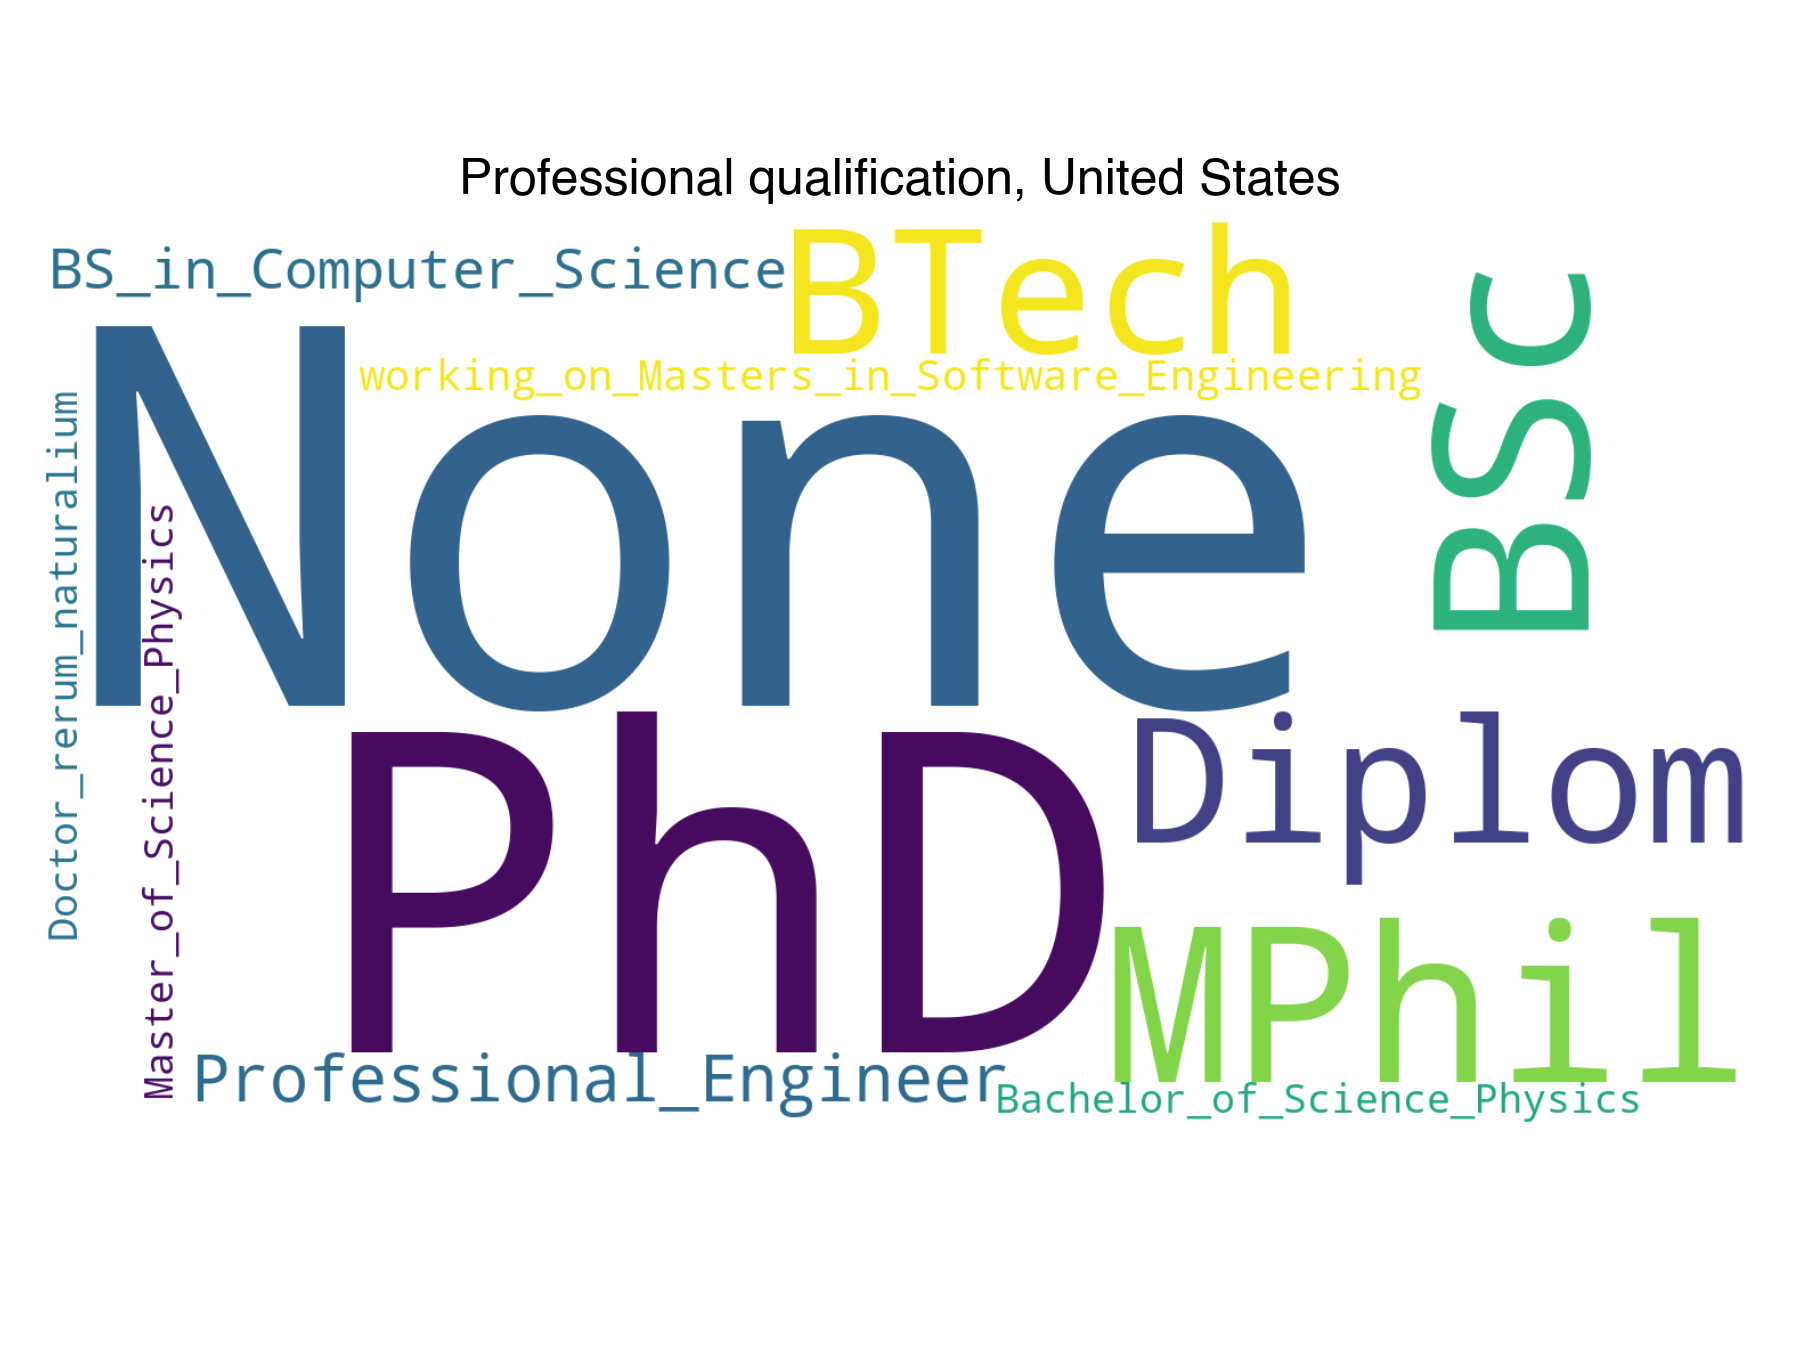 Professional qualification, United States
BS_in_Computer_Science
BTech
BSc
working_on_Masters_in_Software_Engineering
None
Doctor_rerum_naturalium
Master_of_Science_Physics
PhD
Diplom
MPhil
Professional_Engineer
Bachelor_of_Science_Physics